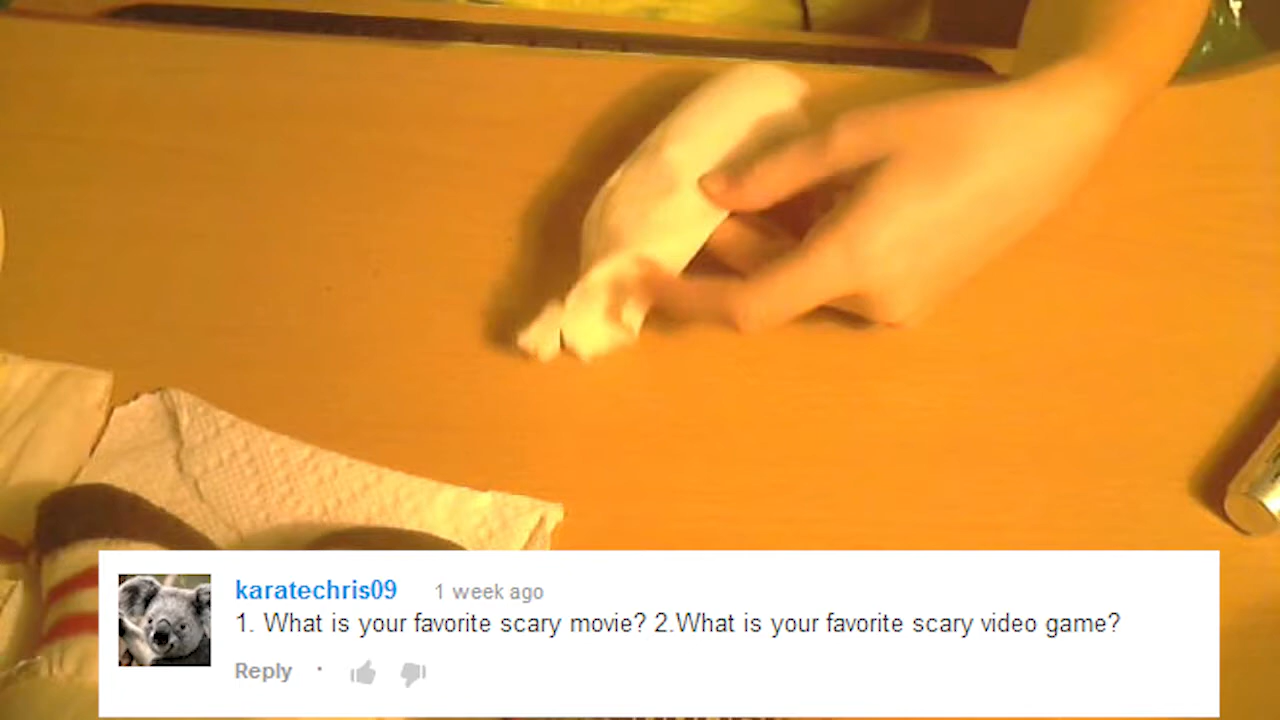 karatechris09 1 week ago
1. What is your favorite scary movie? 2.What is your favorite scary video game?
Reply ·